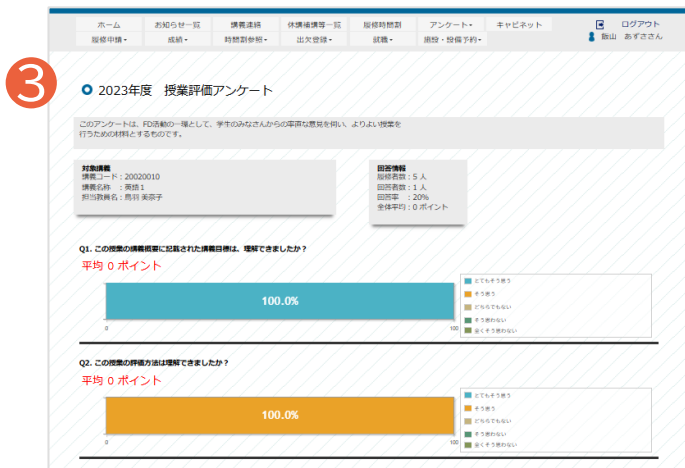 ホーム お知らせ一覧 講義連絡 休講補講等一覧 履修時間割 アンケート▾ キャビネット ログアウト
履修申請▾ 成績▾ 時間割参照▾ 出欠登録▾ 就職▾ 施設・設備予約▾ 飯山 あずささん
3
2023年度 授業評価アンケート
このアンケートは、FD活動の一環として、学生のみなさんからの率直な意見を伺い、よりよい授業を
行うための材料とするものです。
対象講義
講義コード：20020010
講義名称 ：英語１
担当教員名：鳥羽 美奈子
回答情報
履修者数：5 人
回答者数：1 人
回答率 ：20%
全体平均：0 ポイント
Q1. この授業の講義概要に記載された講義目標は、理解できましたか？
平均 0 ポイント
100.0%
0 100
とてもそう思う
そう思う
どちらでもない
そう思わない
全くそう思わない
Q2. この授業の評価方法は理解できましたか？
平均 0 ポイント
100.0%
0 100
とてもそう思う
そう思う
どちらでもない
そう思わない
全くそう思わない